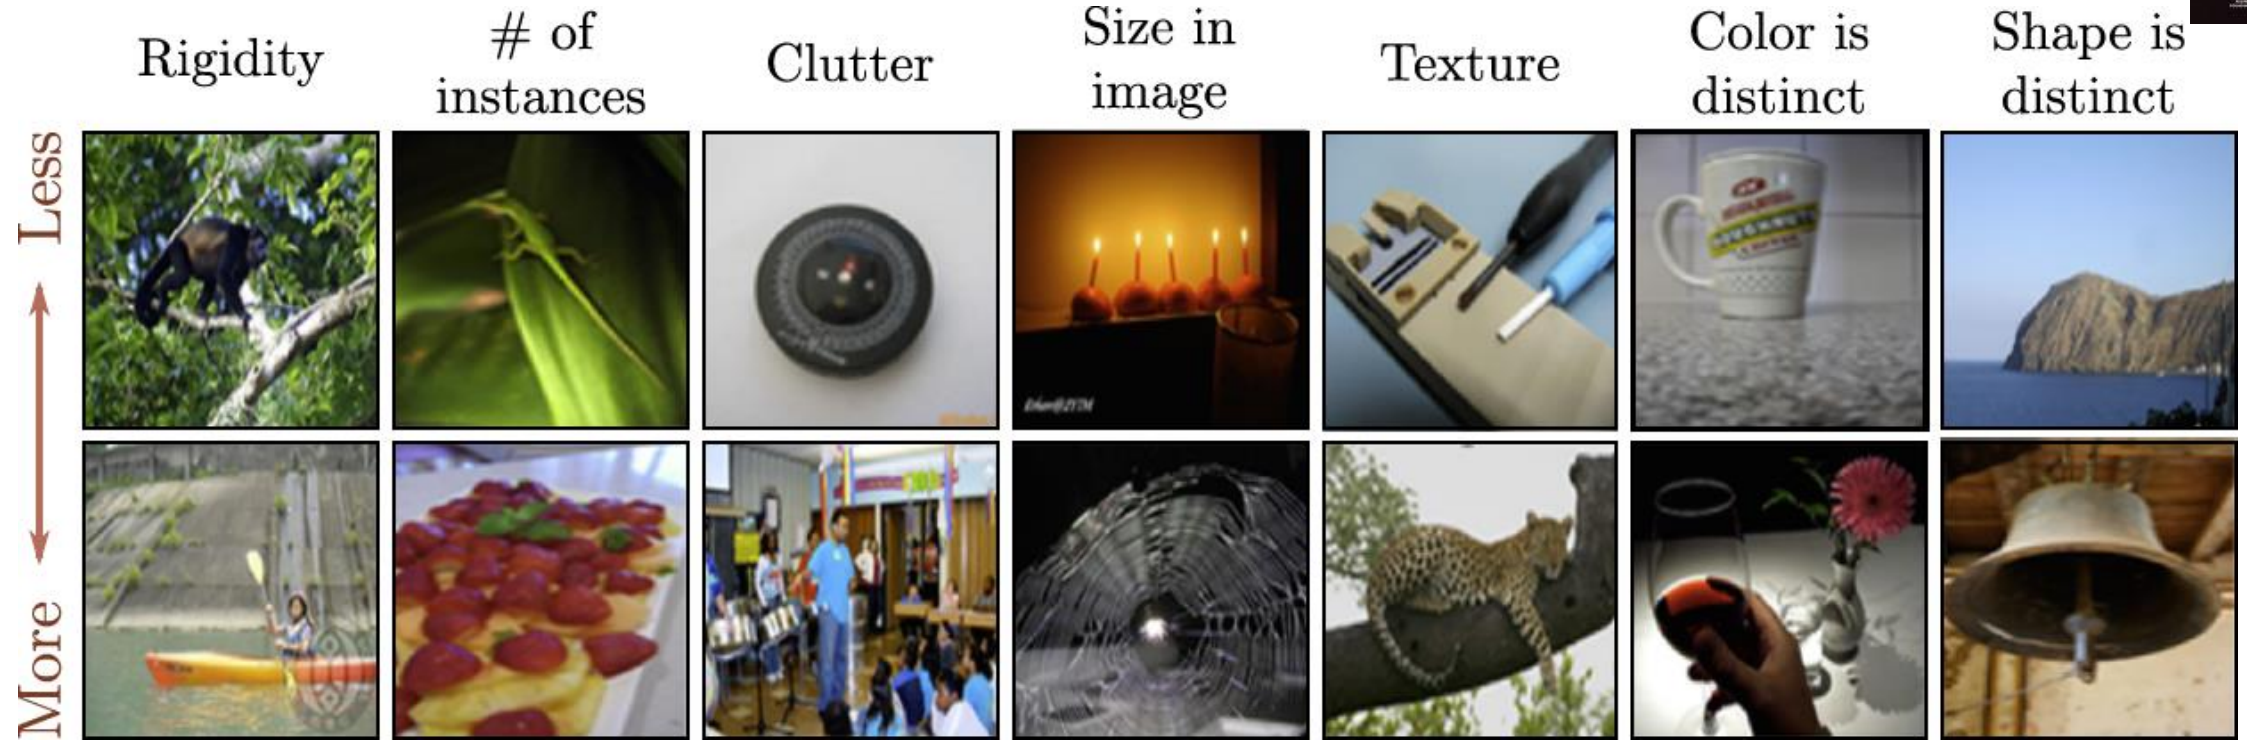 Rigidity
# of
instances
Clutter
Size in
image
Texture
Color is
distinct
Shape is
distinct
Less
More